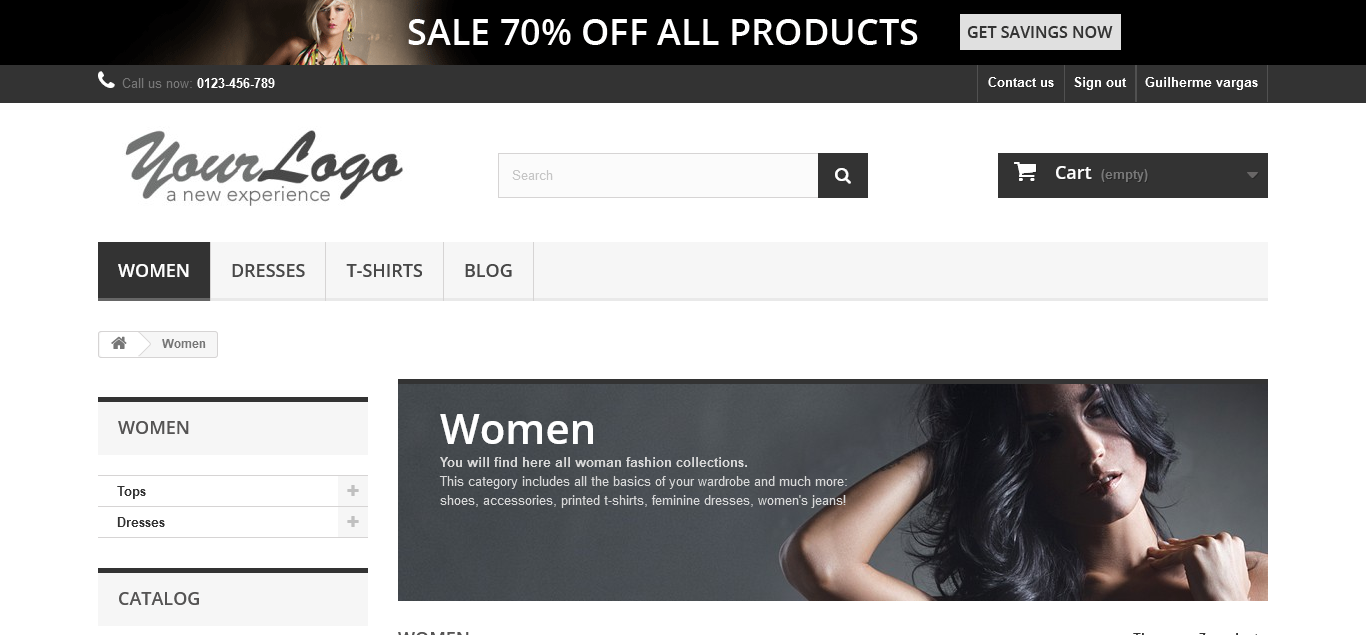 SALE 70% OFF ALL PRODUCTS GET SAVINGS NOW
Call us now: 0123-456-789 Contact us Sign out Guilherme vargas
YourLogo
a new experience
Search
Cart (empty)
WOMEN DRESSES T-SHIRTS BLOG
Women
WOMEN
Tops
Dresses
CATALOG
Women
You will find here all woman fashion collections.
This category includes all the basics of your wardrobe and much more:
shoes, accessories, printed t-shirts, feminine dresses, women's jeans!
WOMEN